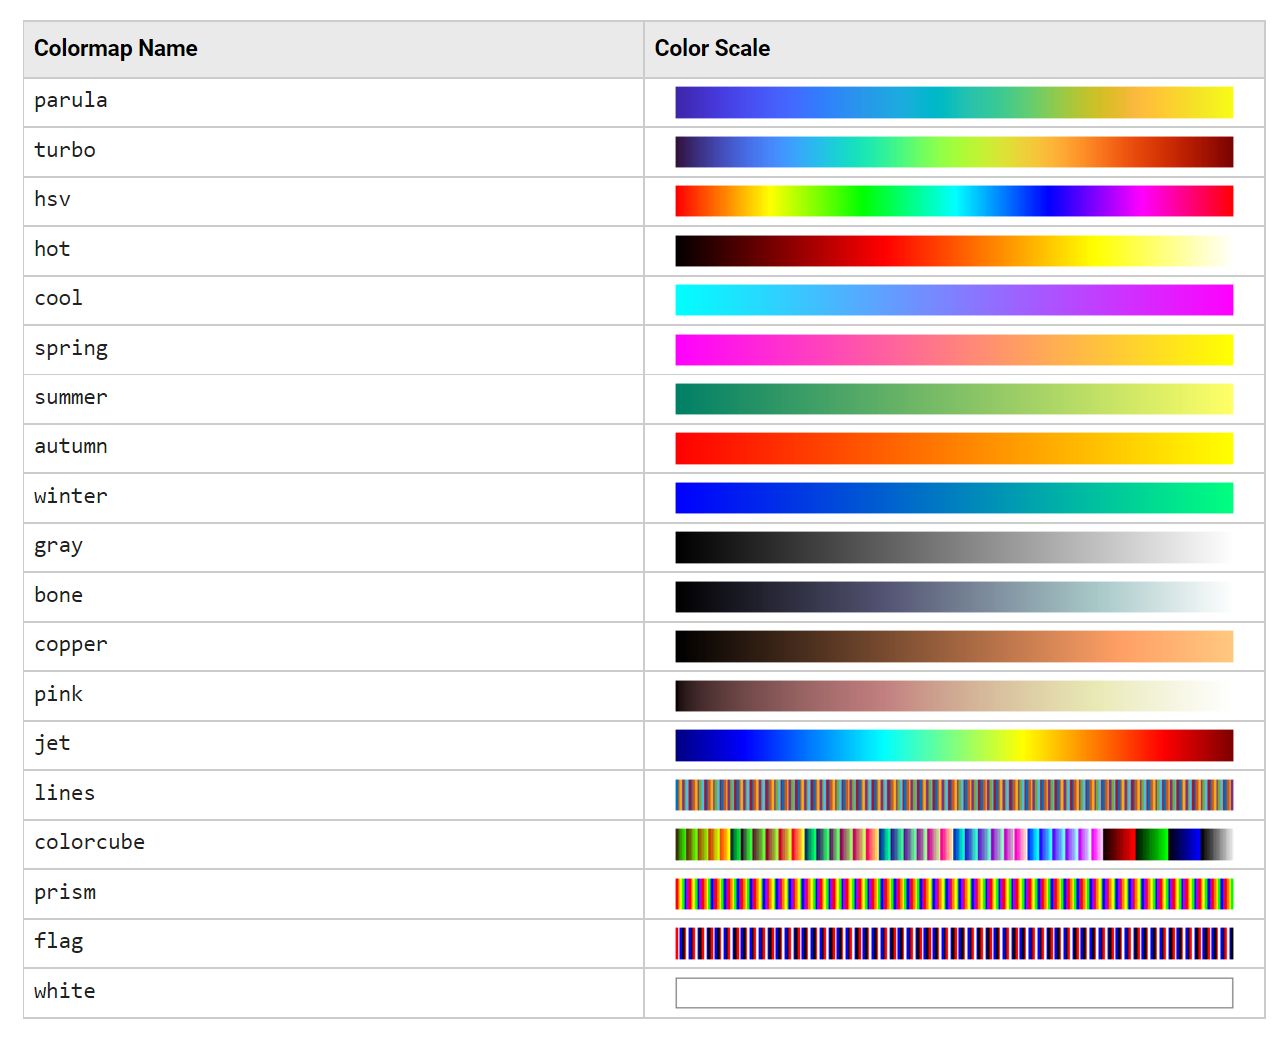 Colormap Name Color Scale
parula
turbo
hsv
hot
cool
spring
summer
autumn
winter
gray
bone
copper
pink
jet
lines
colorcube
prism
flag
white